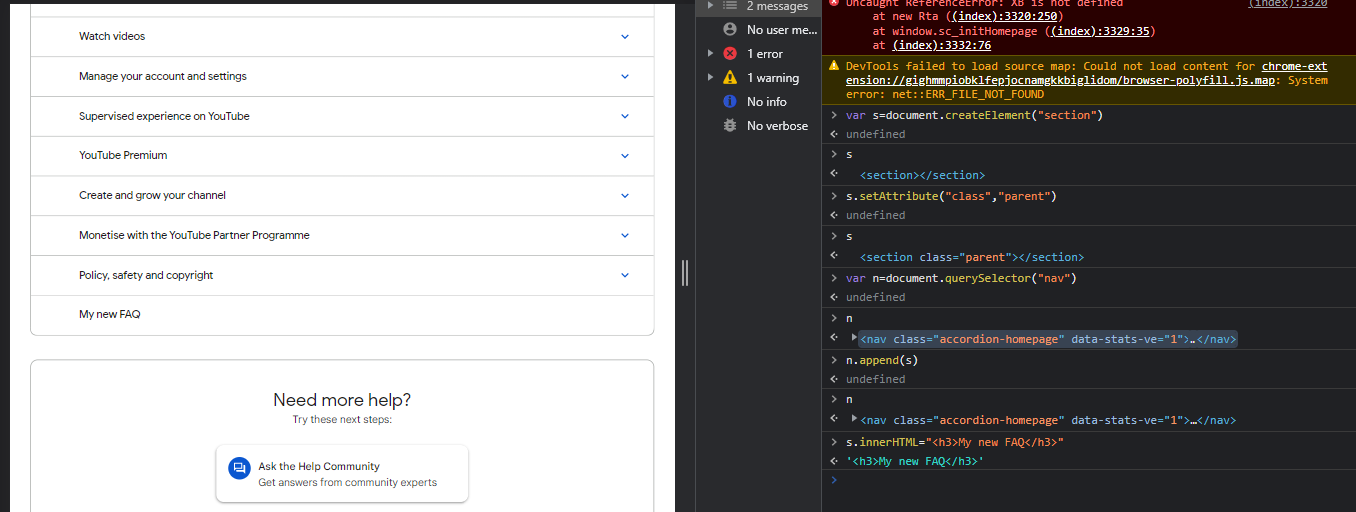 Watch videos
Manage your account and settings
Supervised experience on YouTube
YouTube Premium
Create and grow your channel
Monetise with the YouTube Partner Programme
Policy, safety and copyright
My new FAQ
Need more help?
Try these next steps:
Ask the Help Community
Get answers from community experts
2 messages
No user me...
1 error
1 warning
No info
No verbose
Uncaught ReferenceError: XB is not defined (index):3320
at new Rta ((index):3320:250)
at window.sc_initHomepage ((index):3329:35)
at (index):3332:76
DevTools failed to load source map: Could not load content for chrome-ext
ension://gighmmpiobklfepjocnamgkkbiglidom/browser-polyfill.js.map: System
error: net::ERR_FILE_NOT_FOUND
> var s=document.createElement("section")
undefined
> s
<section></section>
> s.setAttribute("class","parent")
undefined
> s
<section class="parent"></section>
> var n=document.querySelector("nav")
undefined
> n
<nav class="accordion-homepage" data-stats-ve="1">…</nav>
> n.append(s)
undefined
> n
<nav class="accordion-homepage" data-stats-ve="1">…</nav>
> s.innerHTML="<h3>My new FAQ</h3>"
'<h3>My new FAQ</h3>'
>